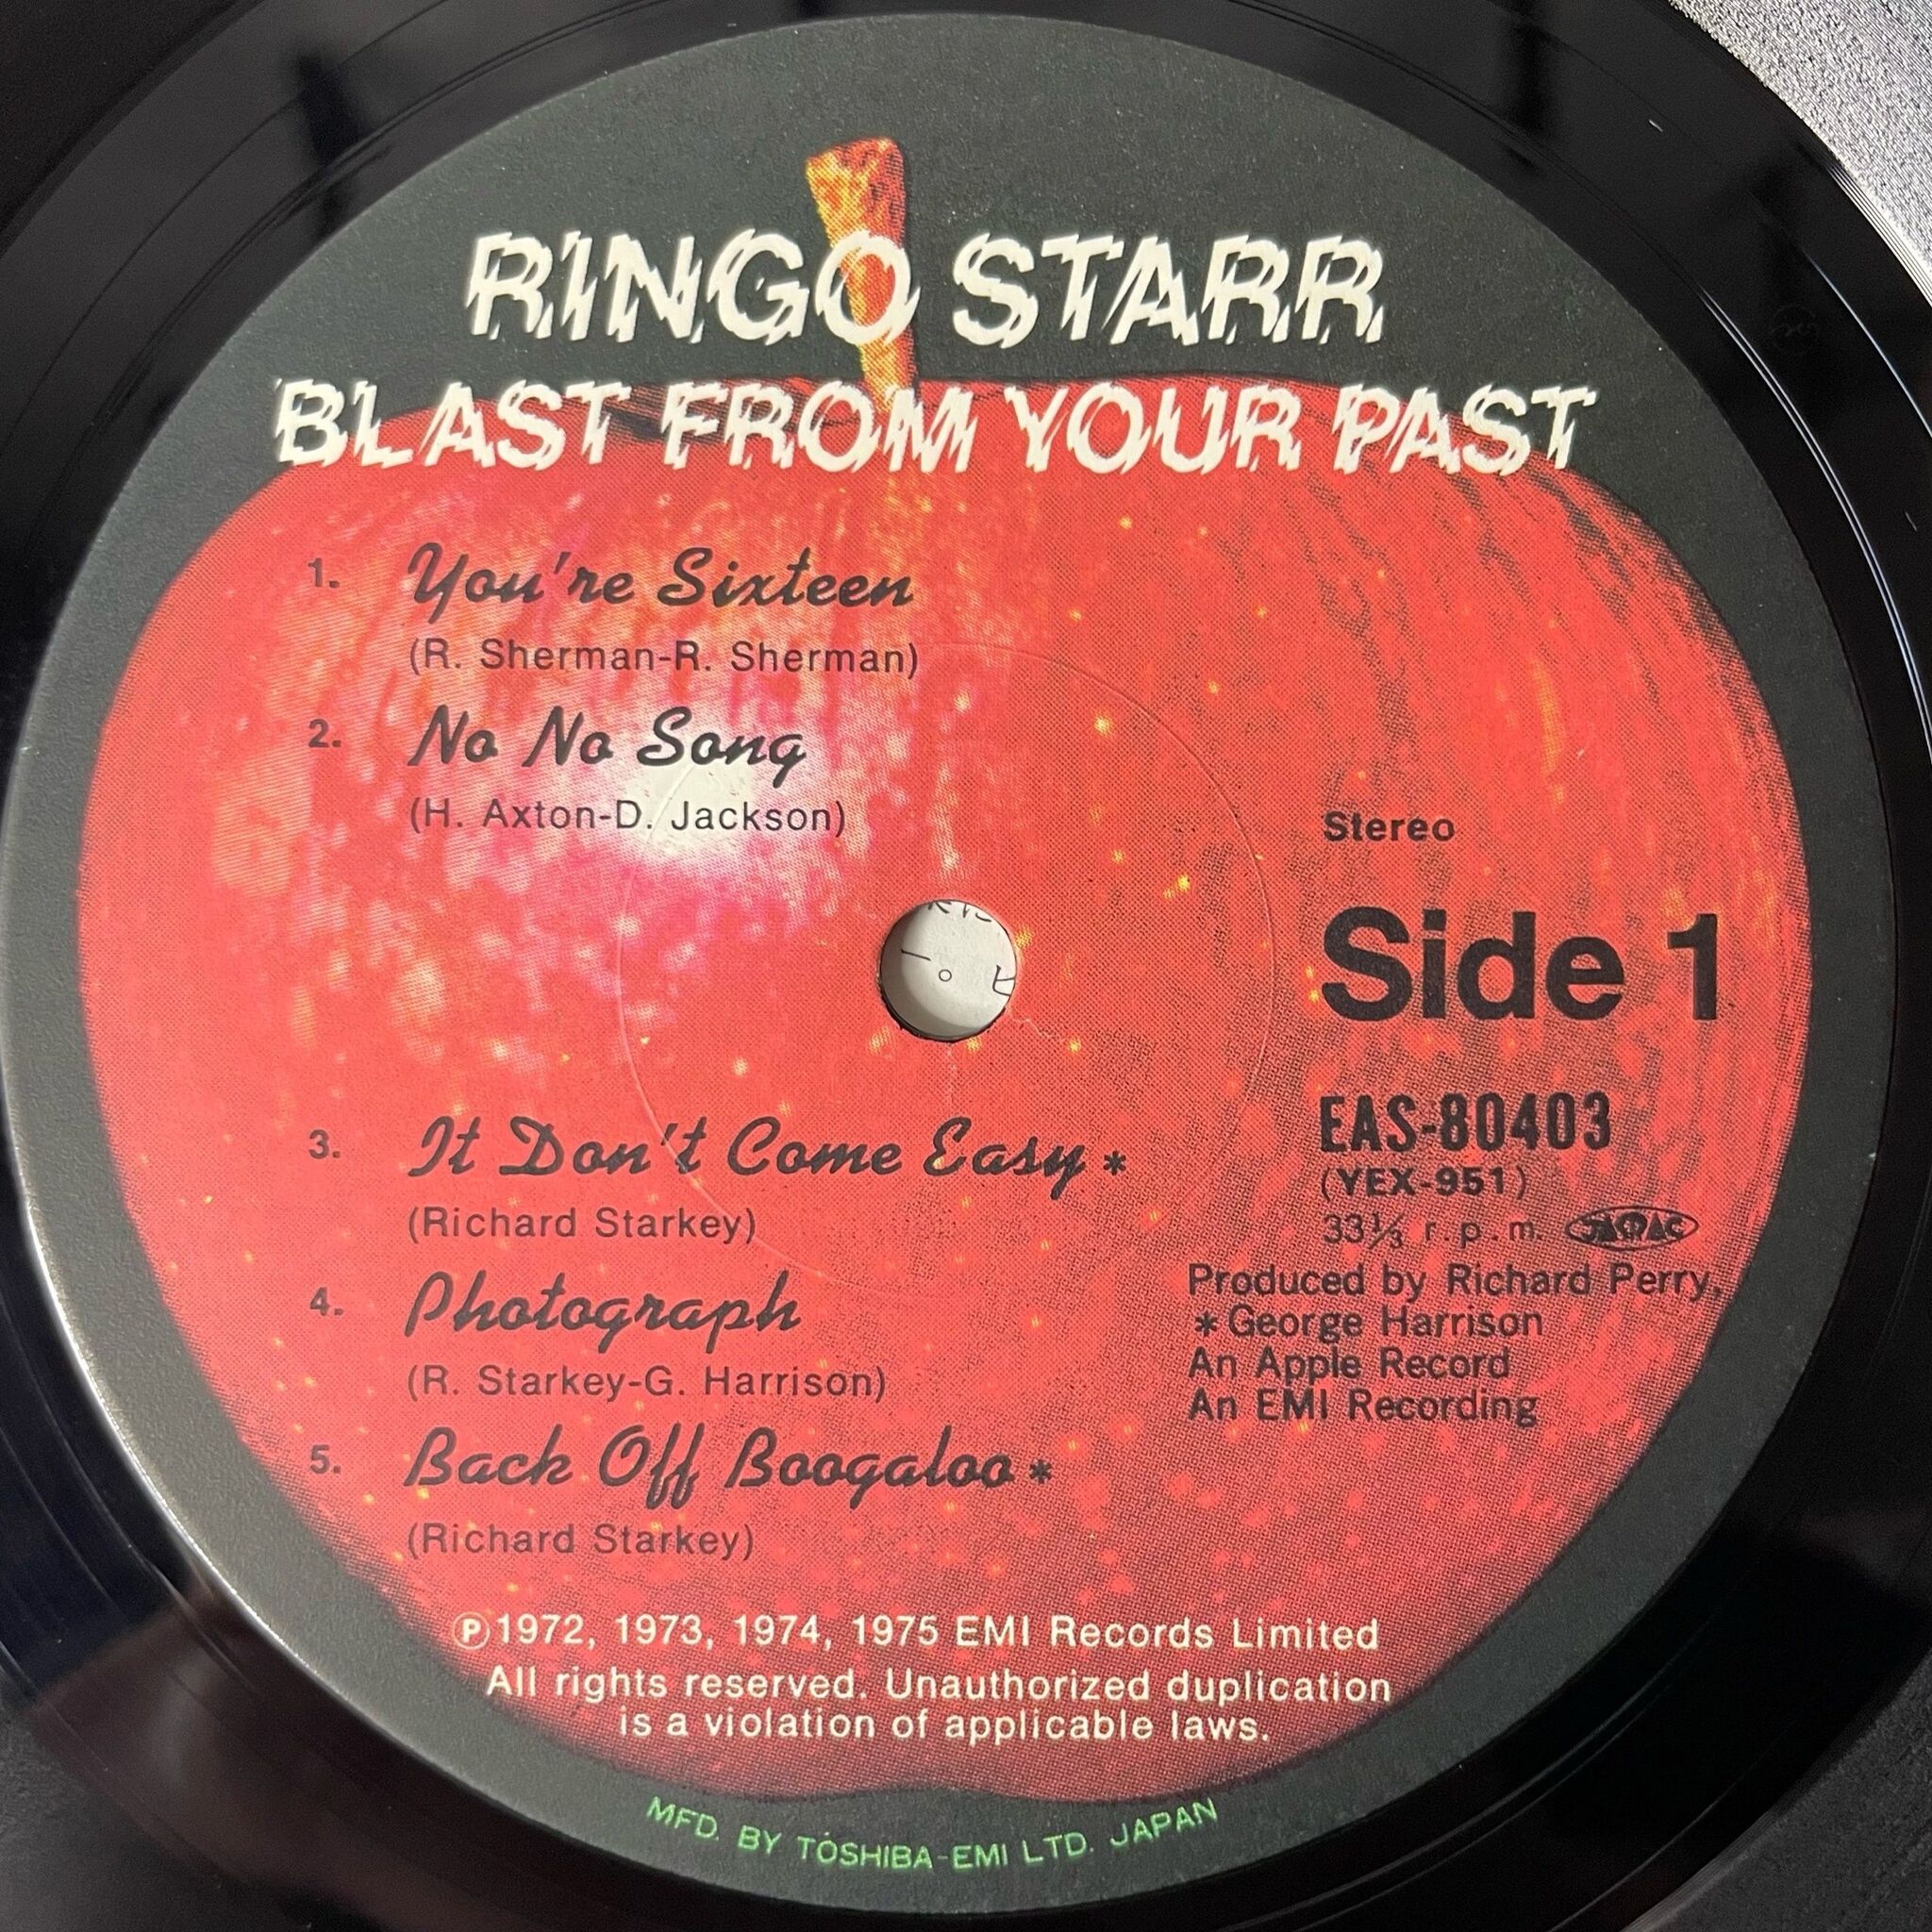 RINGO STARR
BLAST FROM YOUR PAST
1. You're Sixteen
(R. Sherman-R. Sherman)
2. No No Song
(H. Axton-D. Jackson)
Stereo
Side 1
3. It Don't Come Easy *
(Richard Starkey)
4. Photograph
(R. Starkey-G. Harrison)
5. Back Off Boogaloo *
(Richard Starkey)
EAS-80403
(YEX-951)
33⅓ r.p.m. JASRAC
Produced by Richard Perry,
* George Harrison
An Apple Record
An EMI Recording
Ⓟ1972, 1973, 1974, 1975 EMI Records Limited
All rights reserved. Unauthorized duplication
is a violation of applicable laws.
MFD. BY TOSHIBA-EMI LTD. JAPAN